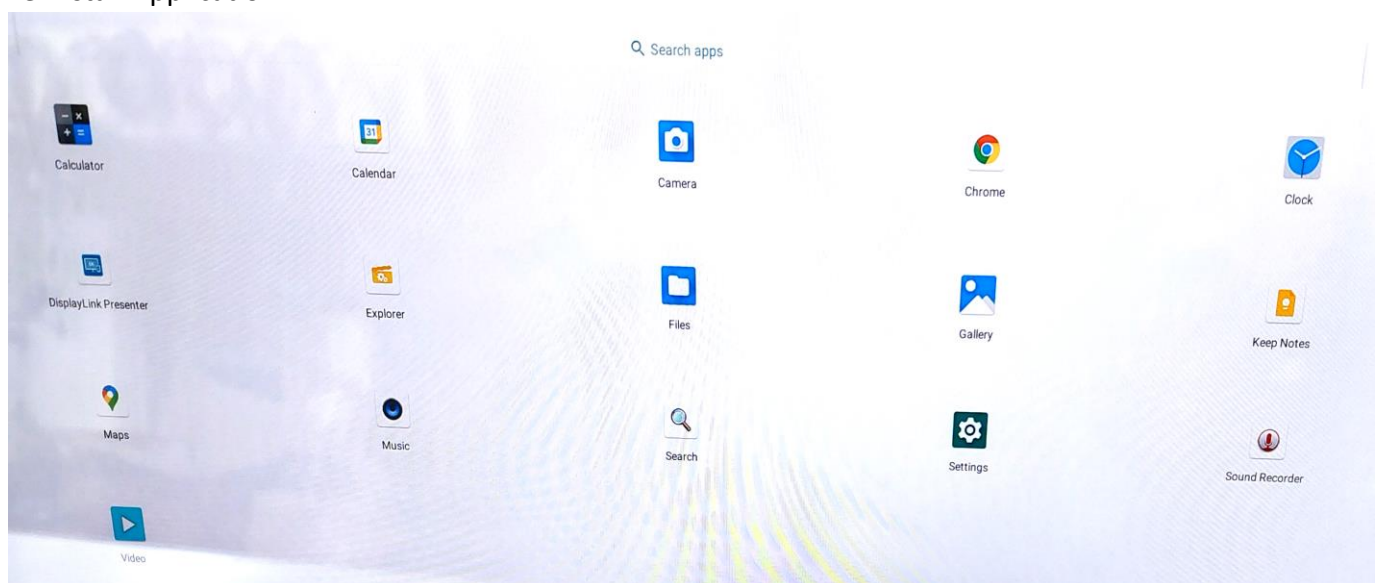 Search apps
Calculator
Calendar
Camera
Chrome
Clock
DisplayLink Presenter
Explorer
Files
Gallery
Keep Notes
Maps
Music
Search
Settings
Sound Recorder
Video
31